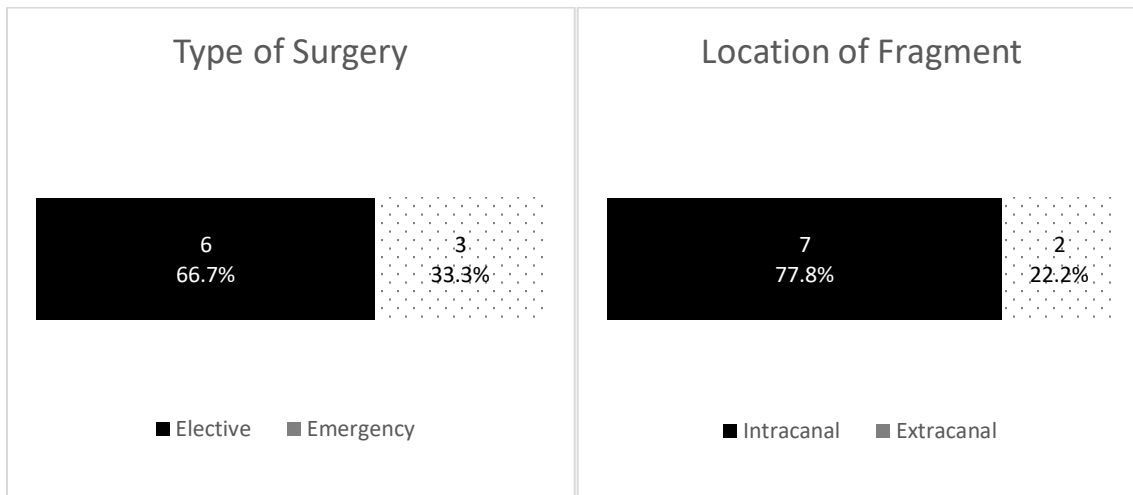 Type of Surgery
6
66.7%
3
33.3%
Elective
Emergency
Location of Fragment
7
77.8%
2
22.2%
Intracanal
Extracanal